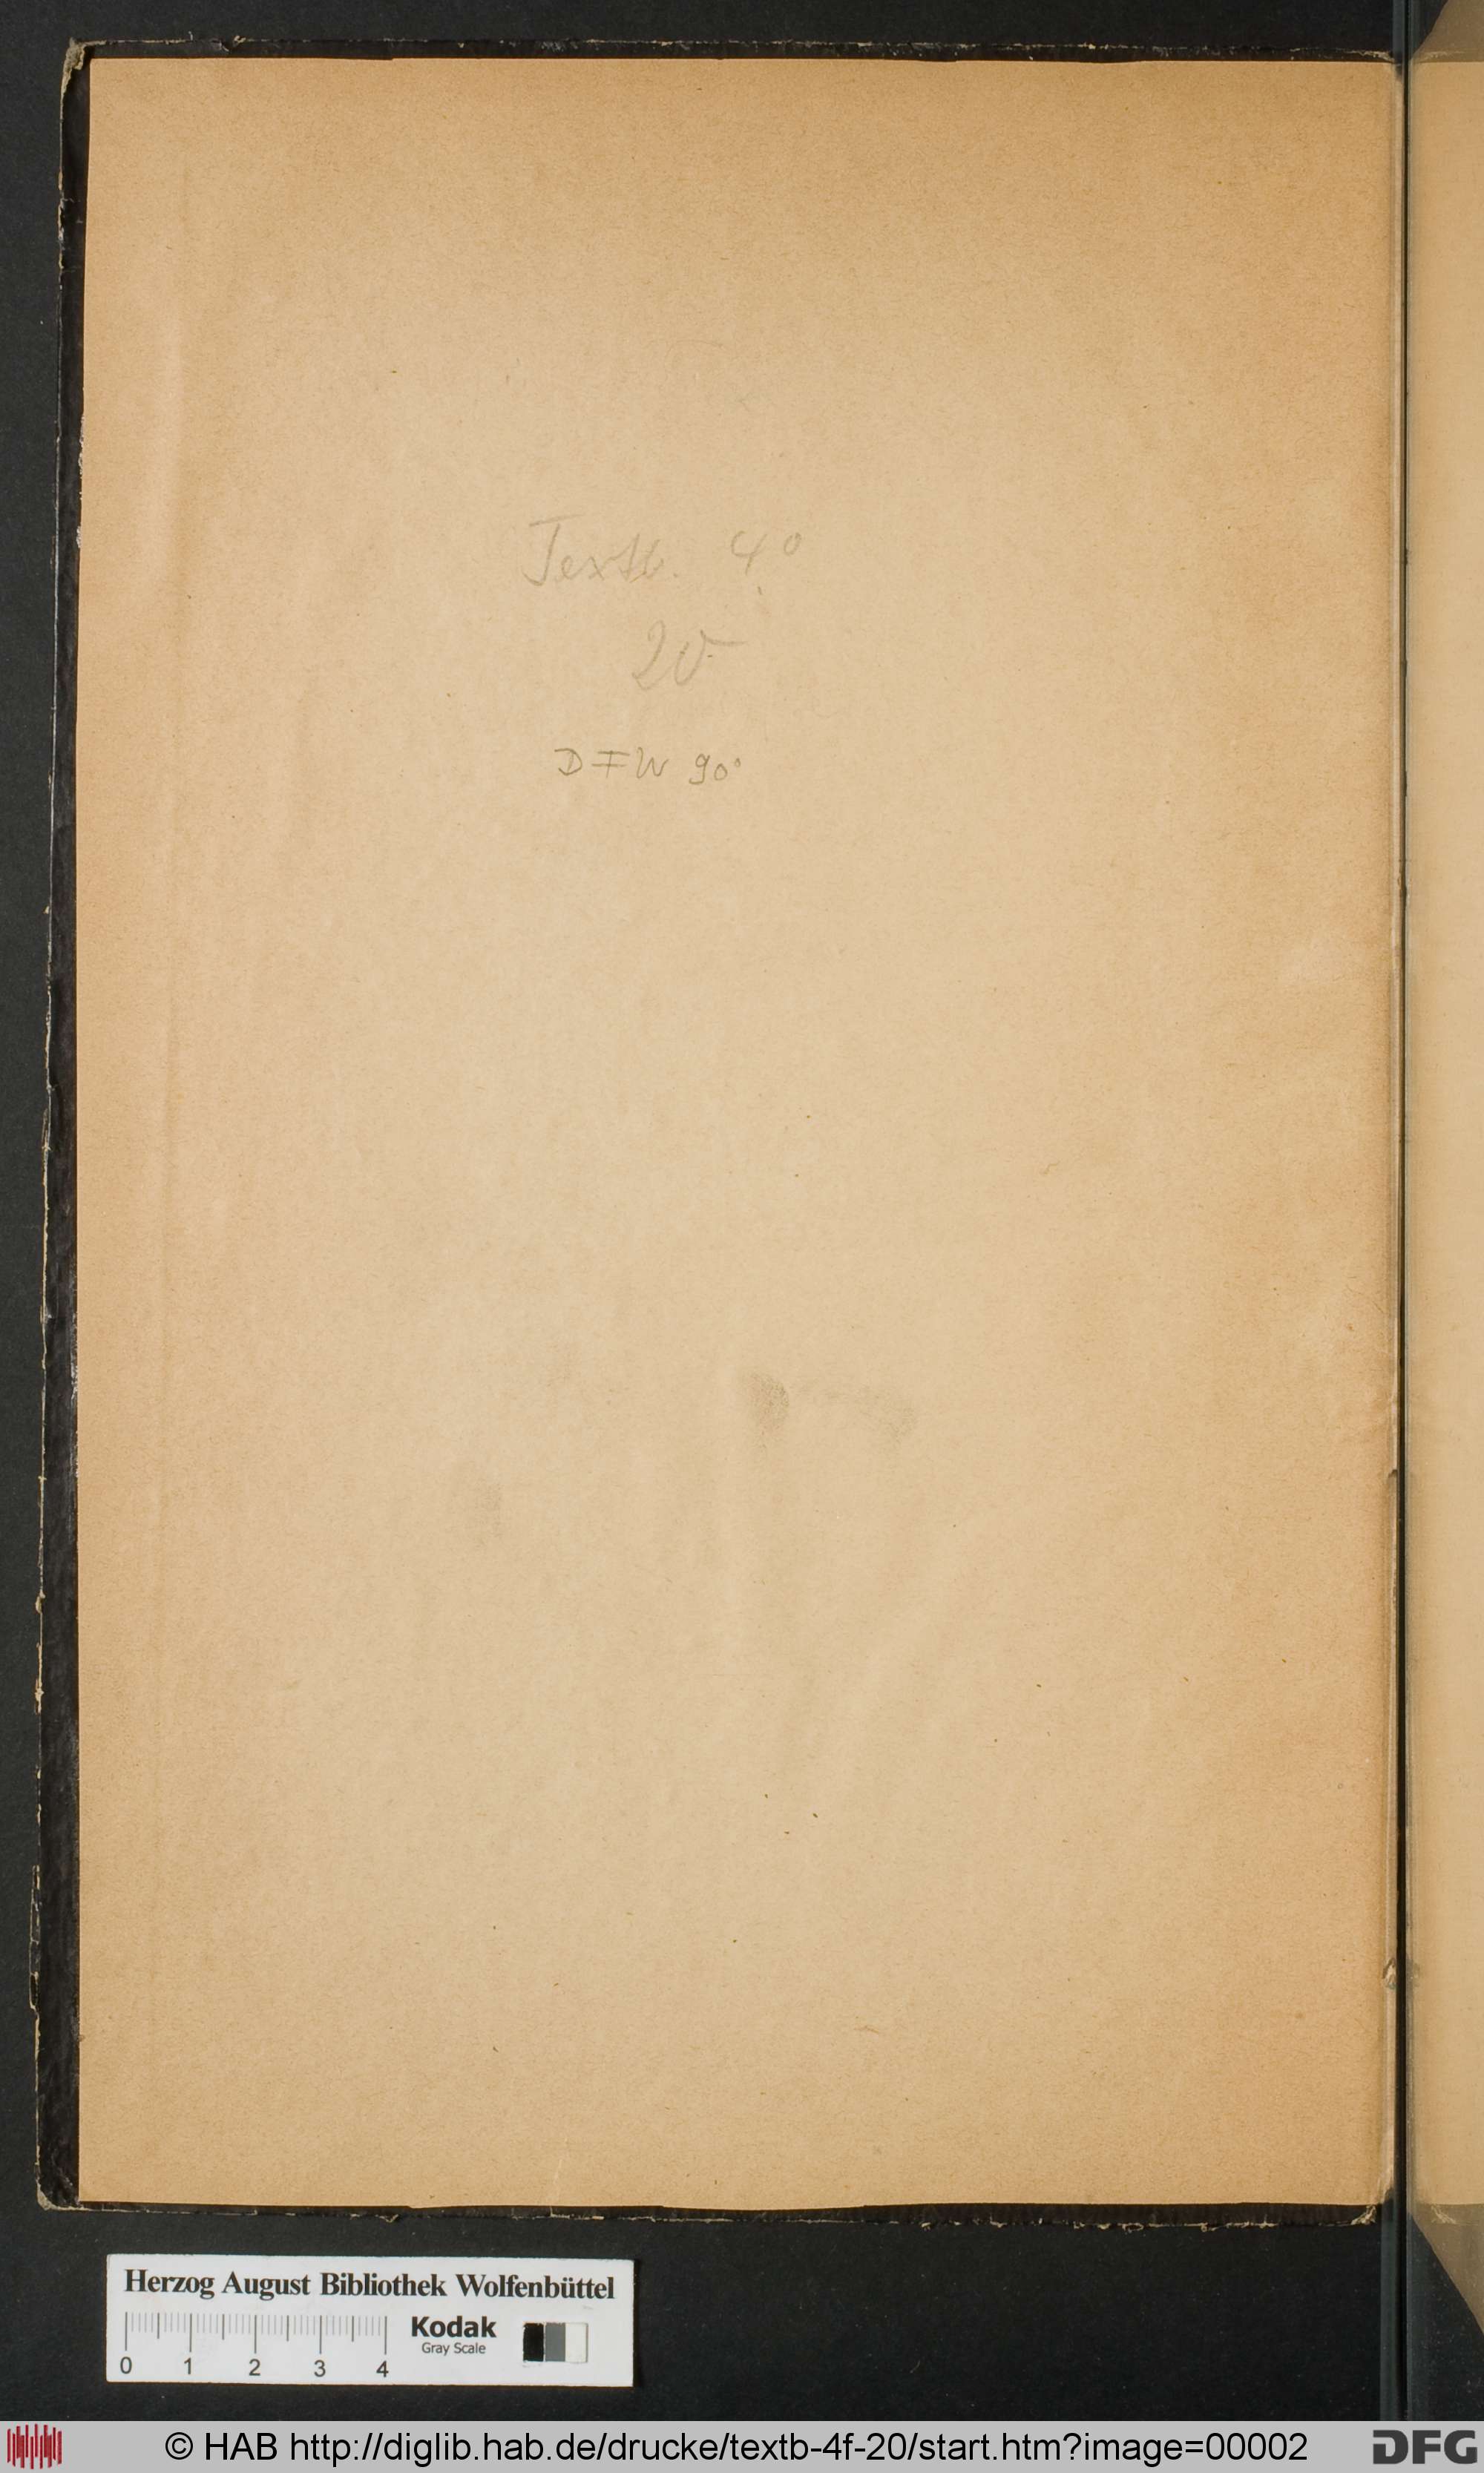 Textb. 4°
20
DFW 90°
Herzog August Bibliothek Wolfenbüttel
Kodak
Gray Scale
0 1 2 3 4
© HAB http://diglib.hab.de/drucke/textb-4f-20/start.htm?image=00002
DFG